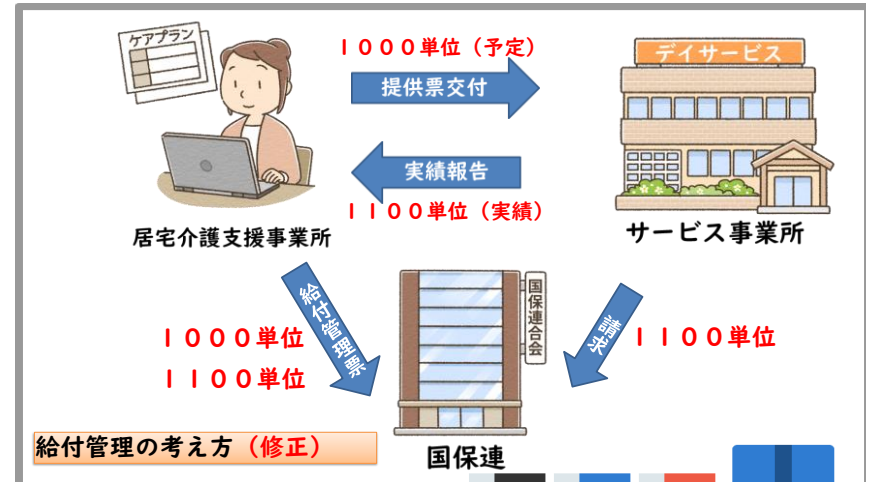 ケアプラン
１０００単位（予定）
提供票交付
デイサービス
実績報告
１１００単位（実績）
居宅介護支援事業所
サービス事業所
給付管理票
国保連合会
請求
１０００単位
１１００単位
１１００単位
給付管理の考え方（修正）
国保連